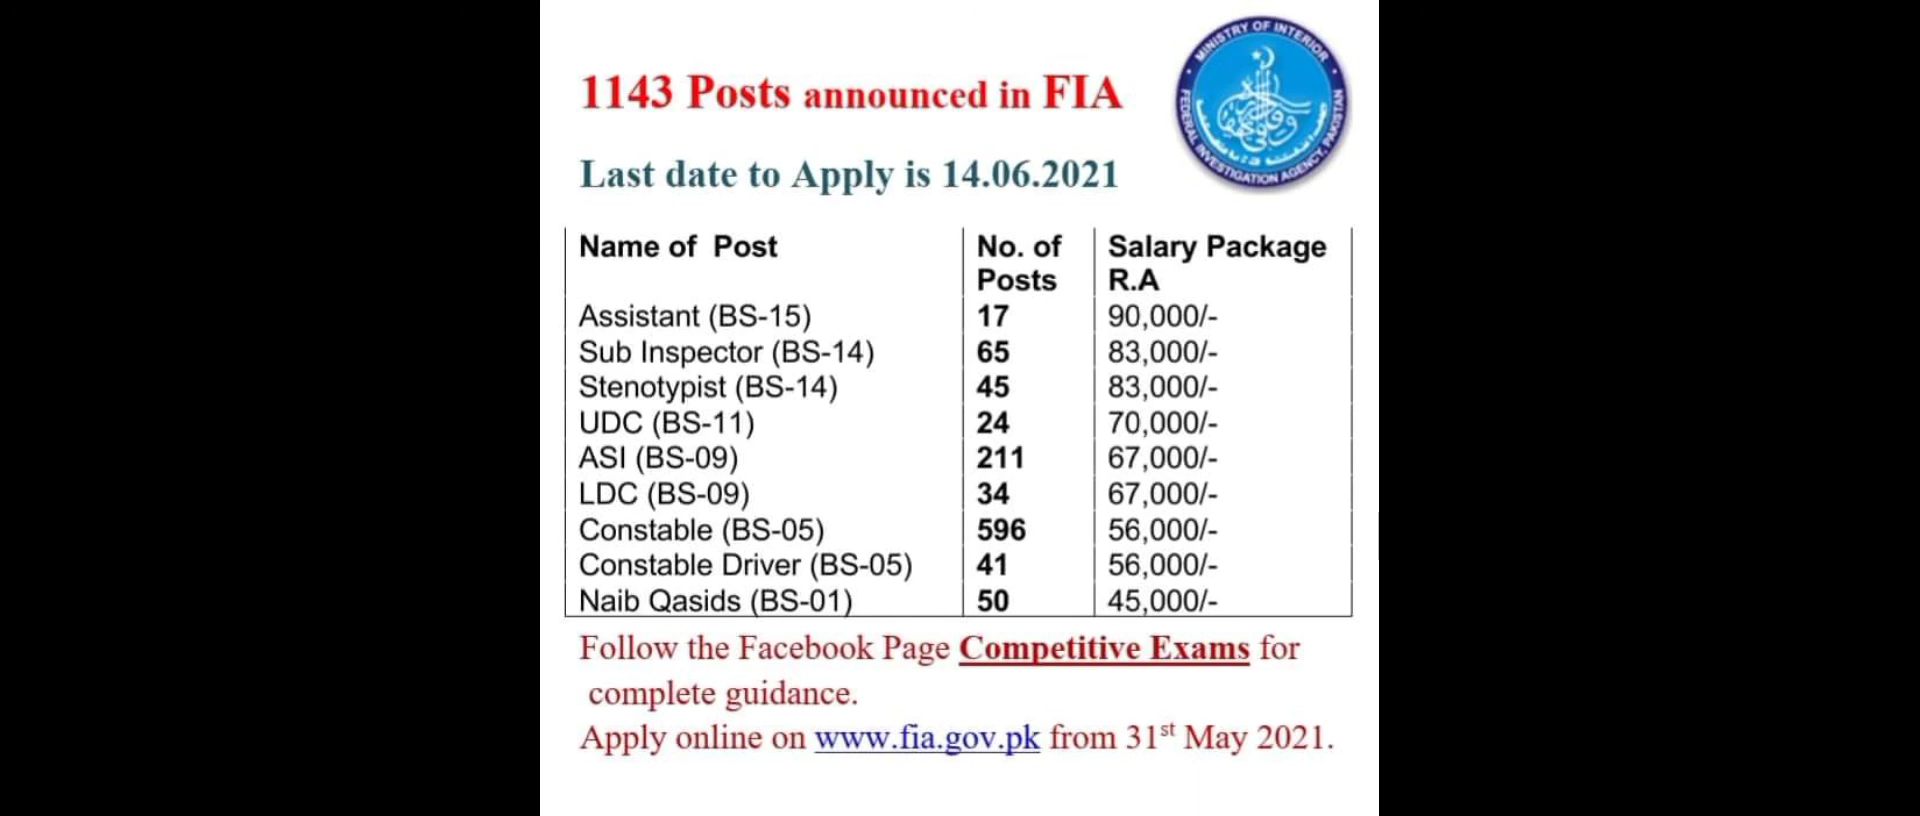 1143 Posts announced in FIA
MINISTRY OF INTERIOR
FEDERAL INVESTIGATION AGENCY, PAKISTAN
Last date to Apply is 14.06.2021
Name of Post No. of Posts Salary Package R.A
Assistant (BS-15) 17 90,000/-
Sub Inspector (BS-14) 65 83,000/-
Stenotypist (BS-14) 45 83,000/-
UDC (BS-11) 24 70,000/-
ASI (BS-09) 211 67,000/-
LDC (BS-09) 34 67,000/-
Constable (BS-05) 596 56,000/-
Constable Driver (BS-05) 41 56,000/-
Naib Qasids (BS-01) 50 45,000/-
Follow the Facebook Page Competitive Exams for
complete guidance.
Apply online on www.fia.gov.pk from 31st May 2021.